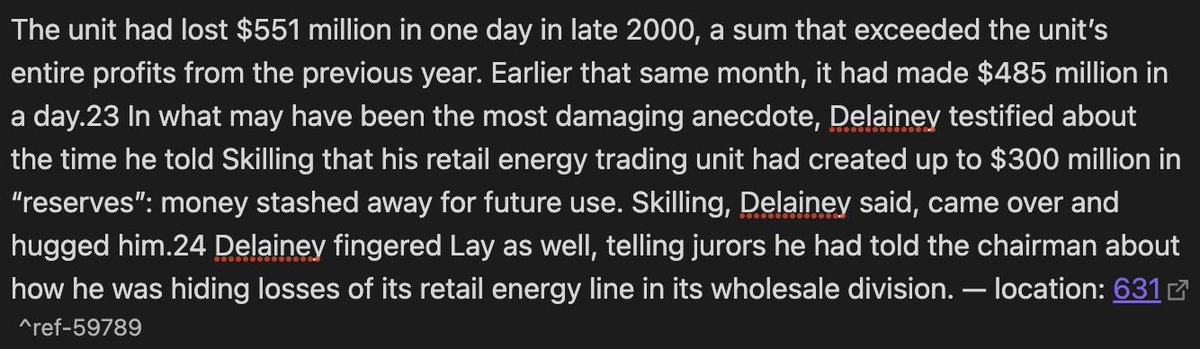 The unit had lost $551 million in one day in late 2000, a sum that exceeded the unit’s
entire profits from the previous year. Earlier that same month, it had made $485 million in
a day.23 In what may have been the most damaging anecdote, Delainey testified about
the time he told Skilling that his retail energy trading unit had created up to $300 million in
“reserves”: money stashed away for future use. Skilling, Delainey said, came over and
hugged him.24 Delainey fingered Lay as well, telling jurors he had told the chairman about
how he was hiding losses of its retail energy line in its wholesale division. — location: 631
^ref-59789